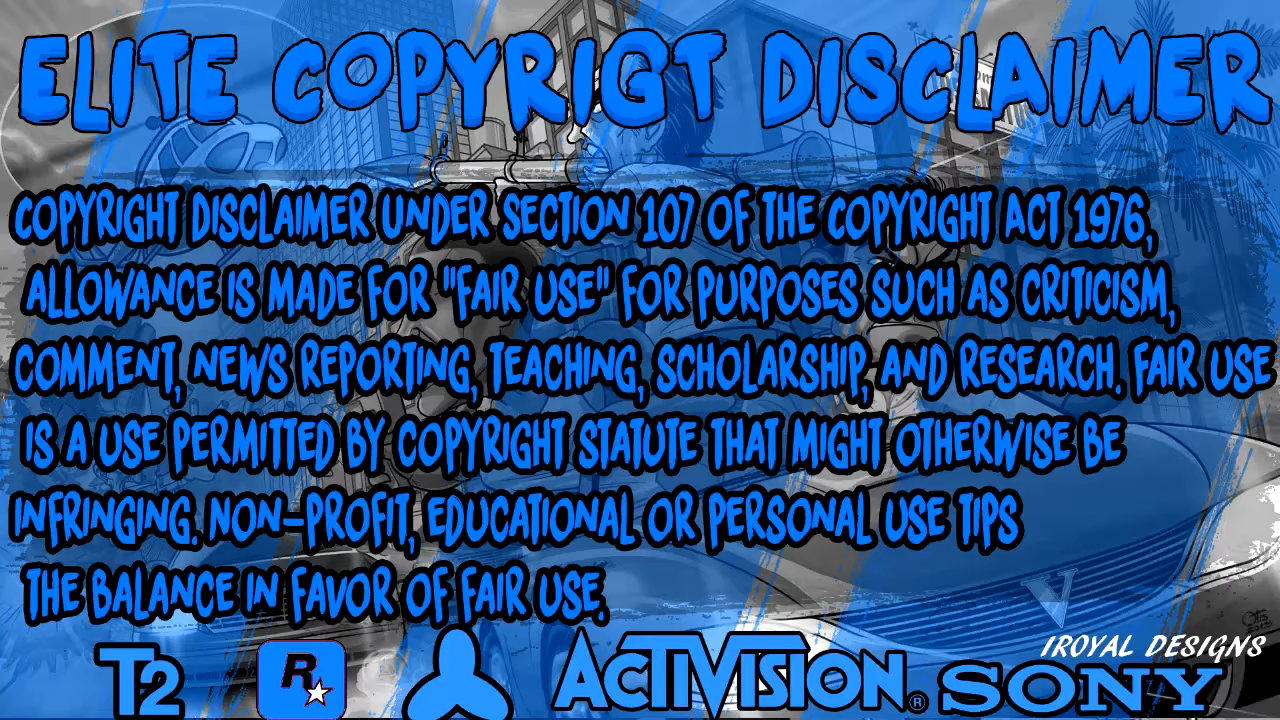 ELITE COPYRIGT DISCLAIMER
COPYRIGHT DISCLAIMER UNDER SECTION 107 OF THE COPYRIGHT ACT 1976,
ALLOWANCE IS MADE FOR "FAIR USE" FOR PURPOSES SUCH AS CRITICISM,
COMMENT, NEWS REPORTING, TEACHING, SCHOLARSHIP, AND RESEARCH. FAIR USE
IS A USE PERMITTED BY COPYRIGHT STATUTE THAT MIGHT OTHERWISE BE
INFRINGING. NON-PROFIT, EDUCATIONAL OR PERSONAL USE TIPS
THE BALANCE IN FAVOR OF FAIR USE.
V
IROYAL DESIGNS
T2 R ACTIVISION® SONY